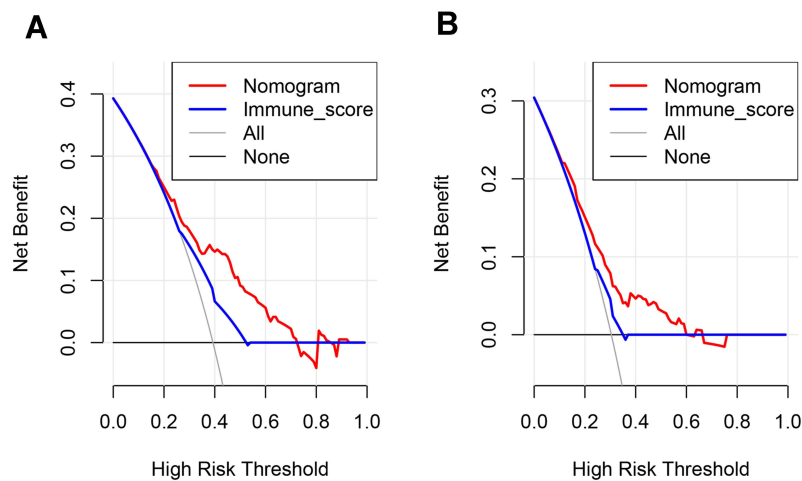 A
Net Benefit
0.4
0.3
0.2
0.1
0.0
Nomogram
Immune_score
All
None
0.0 0.2 0.4 0.6 0.8 1.0
High Risk Threshold
B
Net Benefit
0.3
0.2
0.1
0.0
Nomogram
Immune_score
All
None
0.0 0.2 0.4 0.6 0.8 1.0
High Risk Threshold